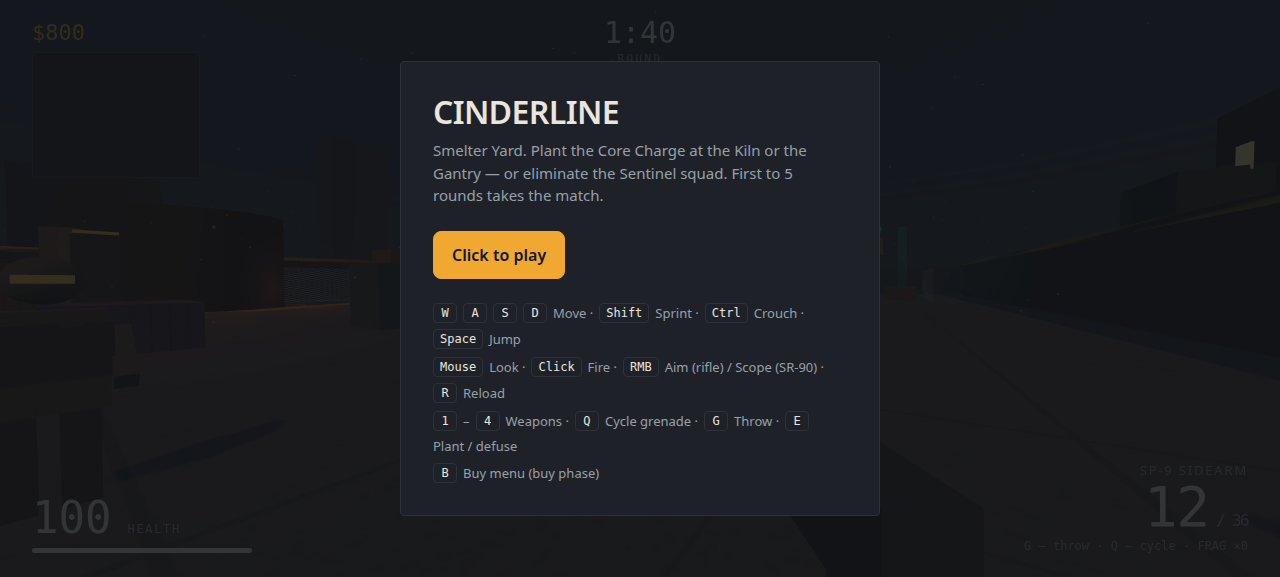 $800
1:40
ROUND
CINDERLINE
Smelter Yard. Plant the Core Charge at the Kiln or the
Gantry — or eliminate the Sentinel squad. First to 5
rounds takes the match.
Click to play
W A S D Move · Shift Sprint · Ctrl Crouch ·
Space Jump
Mouse Look · Click Fire · RMB Aim (rifle) / Scope (SR-90) ·
R Reload
1 – 4 Weapons · Q Cycle grenade · G Throw · E
Plant / defuse
B Buy menu (buy phase)
100 HEALTH
SP-9 SIDEARM
12 / 36
G — throw · Q — cycle · FRAG ×0